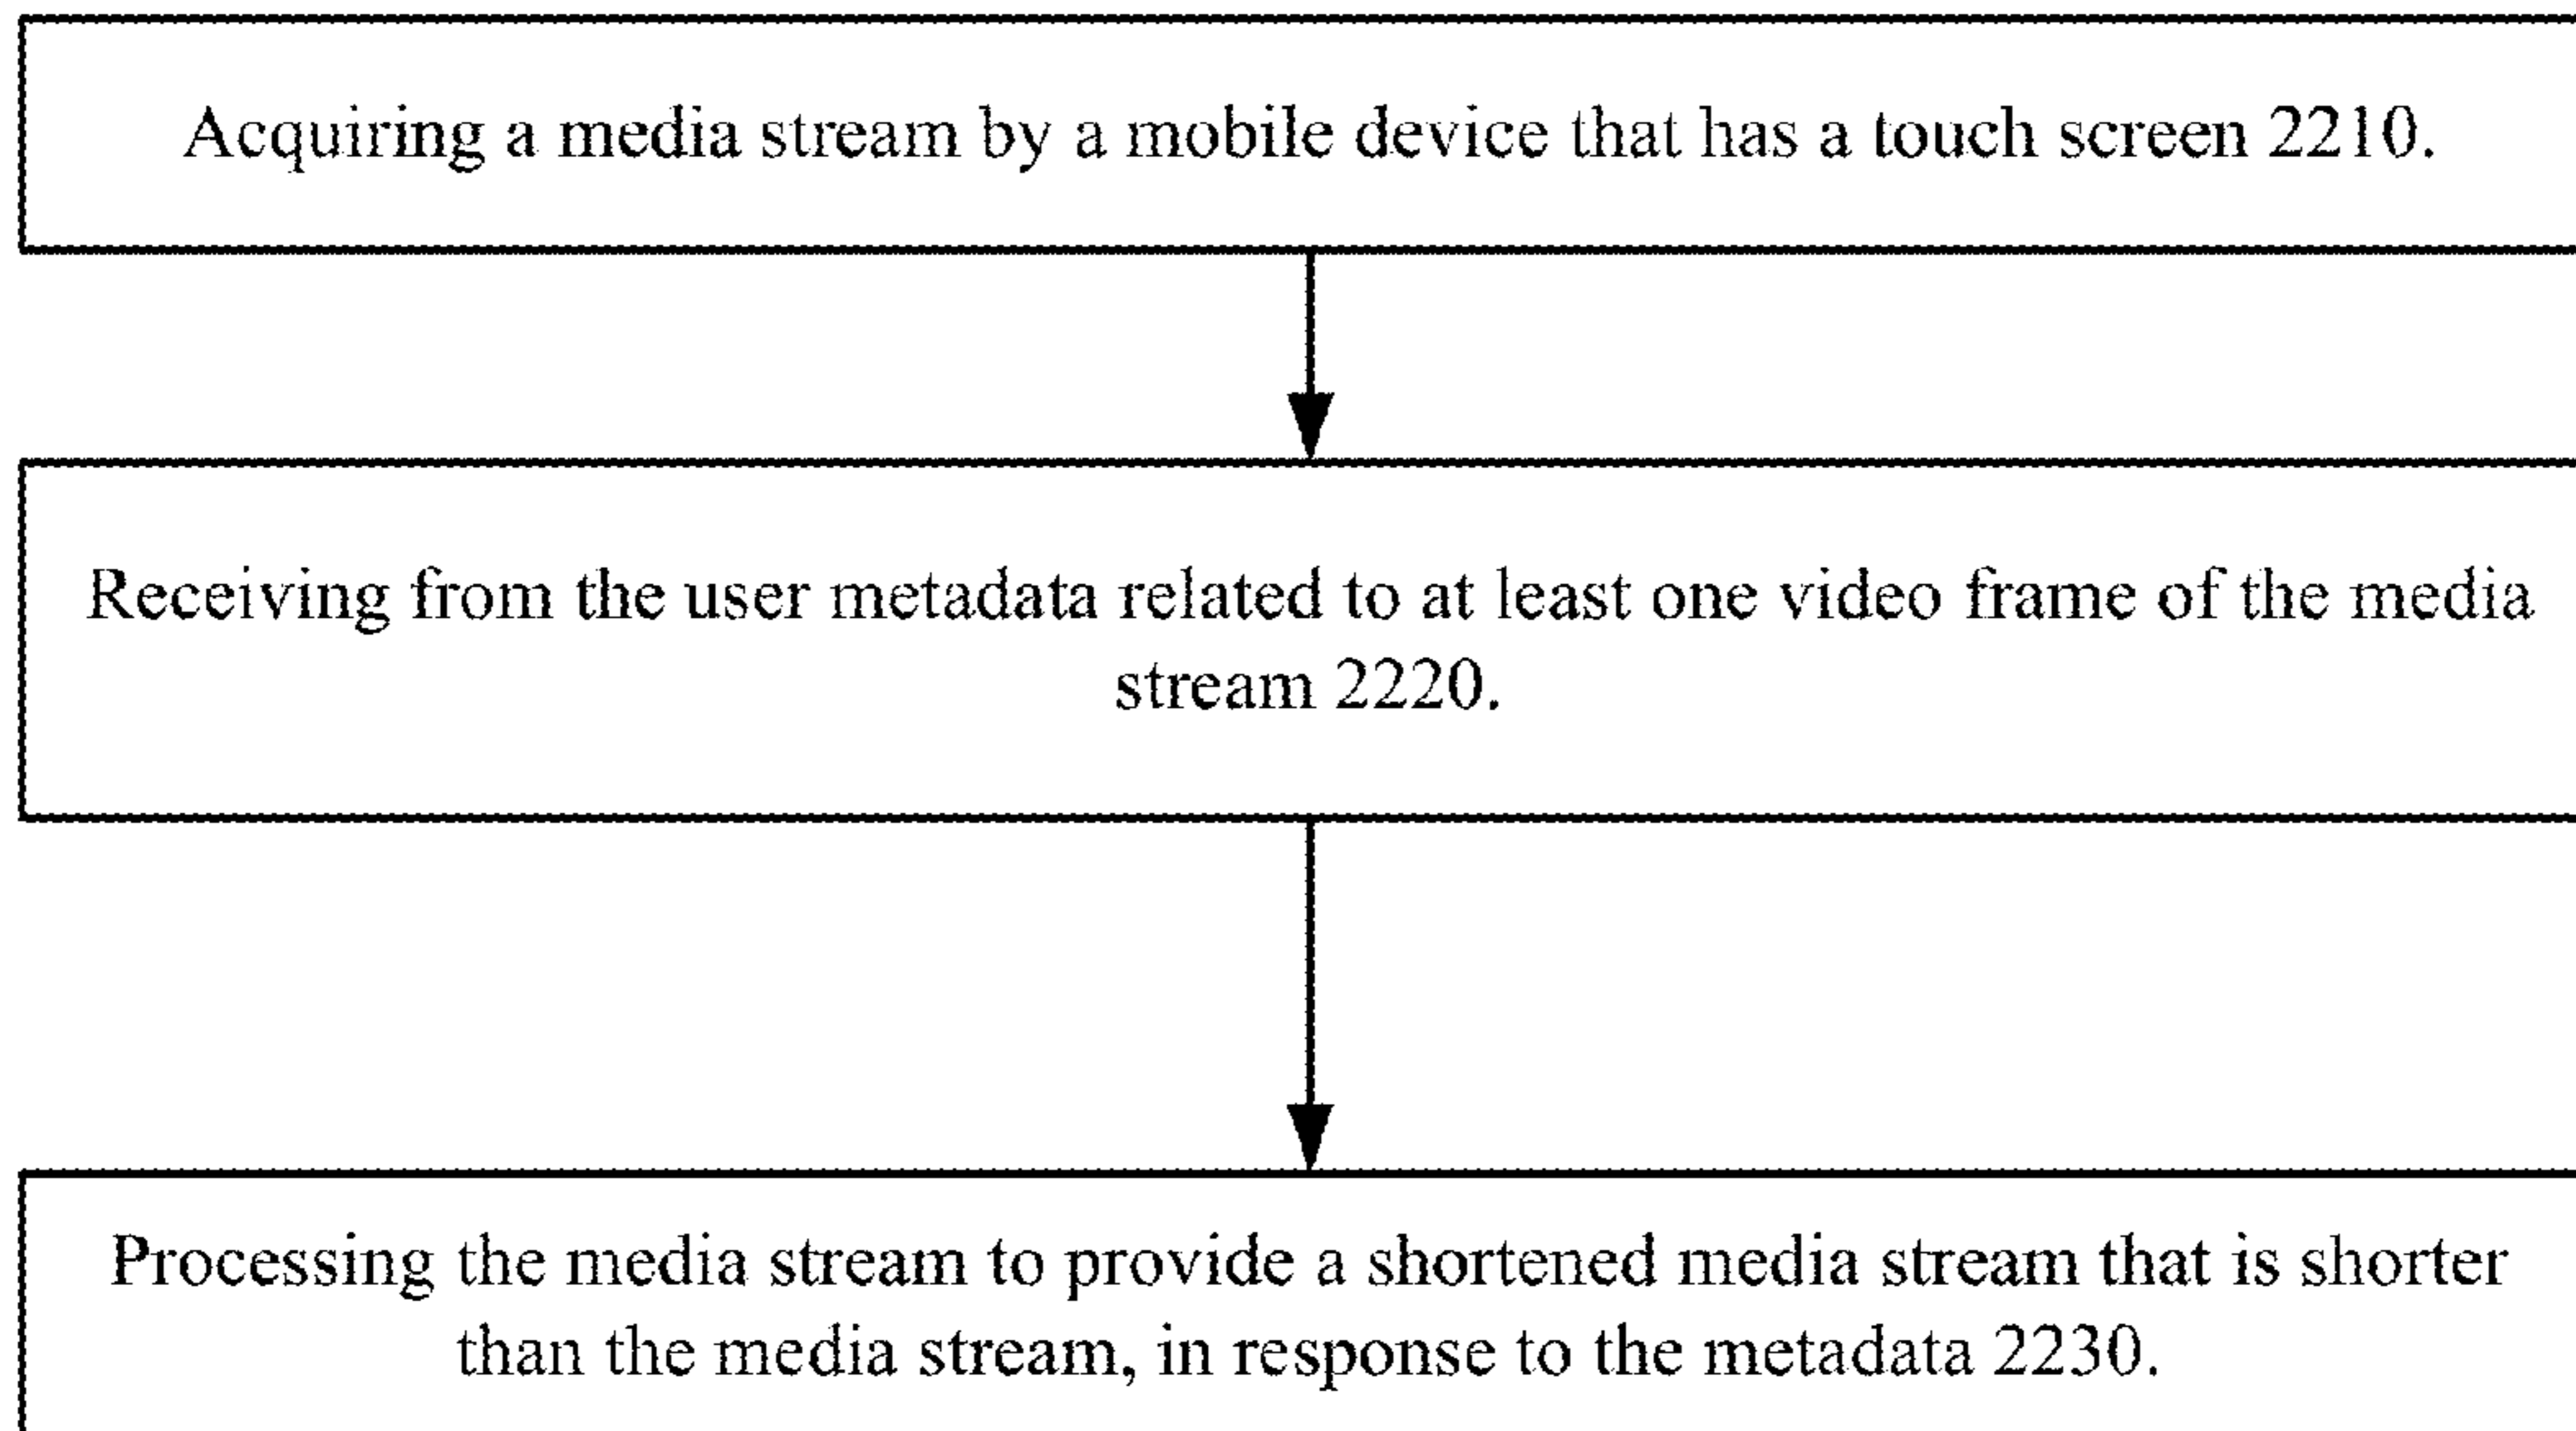 Acquiring a media stream by a mobile device that has a touch screen 2210.
Receiving from the user metadata related to at least one video frame of the media
stream 2220.
Processing the media stream to provide a shortened media stream that is shorter
than the media stream, in response to the metadata 2230.